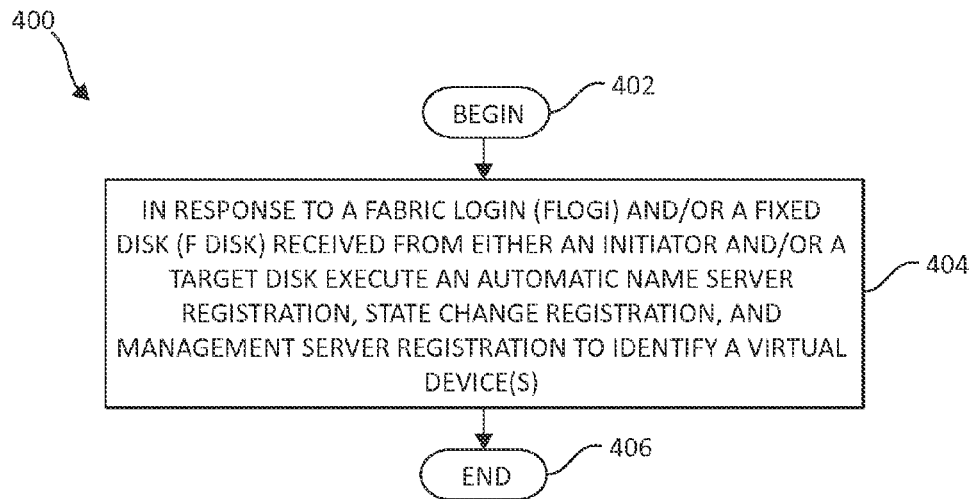 400
402
BEGIN
IN RESPONSE TO A FABRIC LOGIN (FLOGI) AND/OR A FIXED
DISK (F DISK) RECEIVED FROM EITHER AN INITIATOR AND/OR A
TARGET DISK EXECUTE AN AUTOMATIC NAME SERVER
REGISTRATION, STATE CHANGE REGISTRATION, AND
MANAGEMENT SERVER REGISTRATION TO IDENTIFY A VIRTUAL
DEVICE(S)
404
406
END